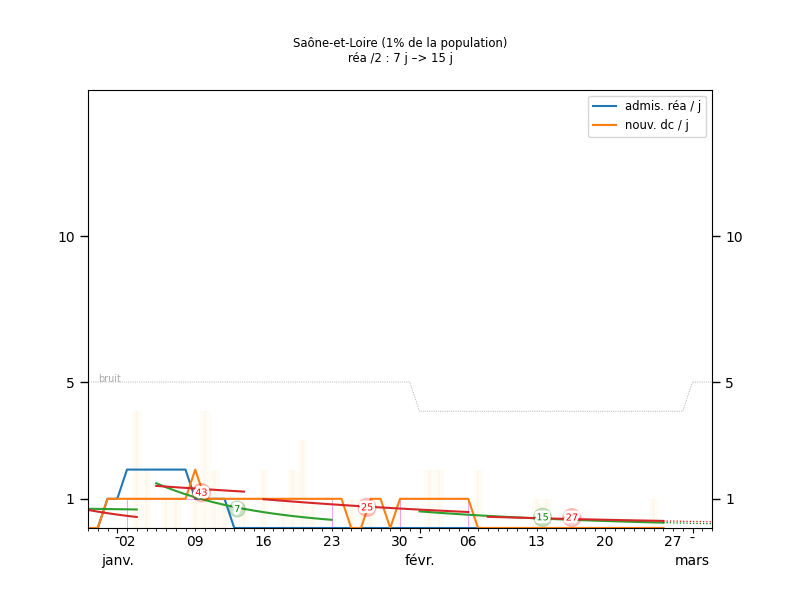 Saône-et-Loire (1% de la population)
réa /2 : 7 j –> 15 j
admis. réa / j
nouv. dc / j
10 10
bruit
5 5
43
7
25
15
27
1 1
02 09 16 23 30 06 13 20 27
janv. févr. mars